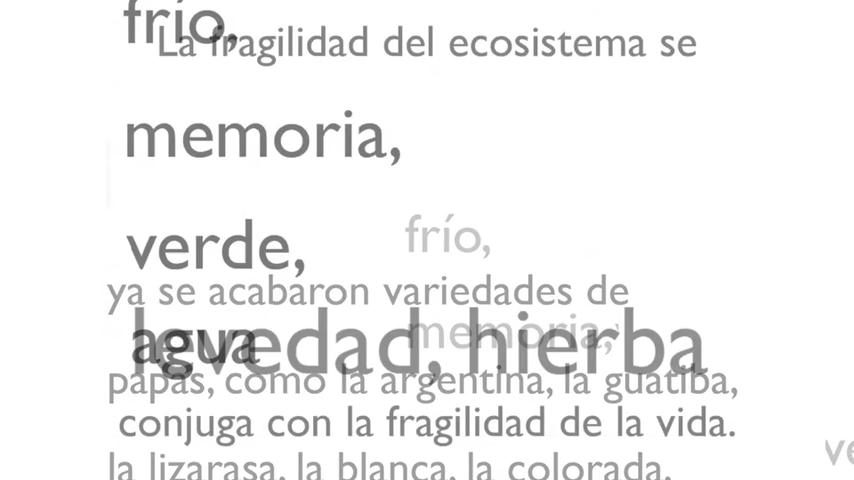 frío,
La fragilidad del ecosistema se
memoria,
verde,
frío,
ya se acabaron variedades de
levedad, hierba
agua
memoria,
papas, como la argentina, la guatiba,
conjuga con la fragilidad de la vida.
la lizarasa, la blanca, la colorada,
ve